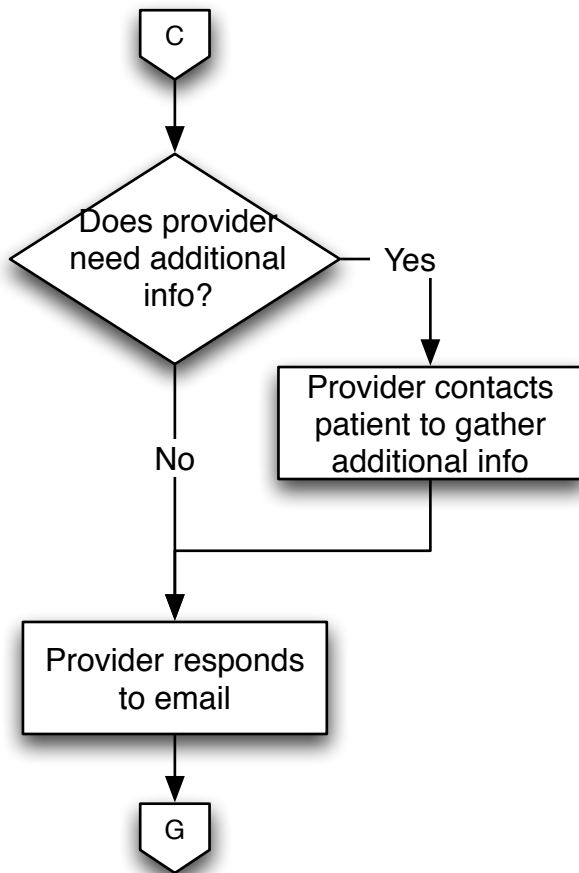 C
Does provider
need additional
info?
Yes
Provider contacts
patient to gather
additional info
No
Provider responds
to email
G